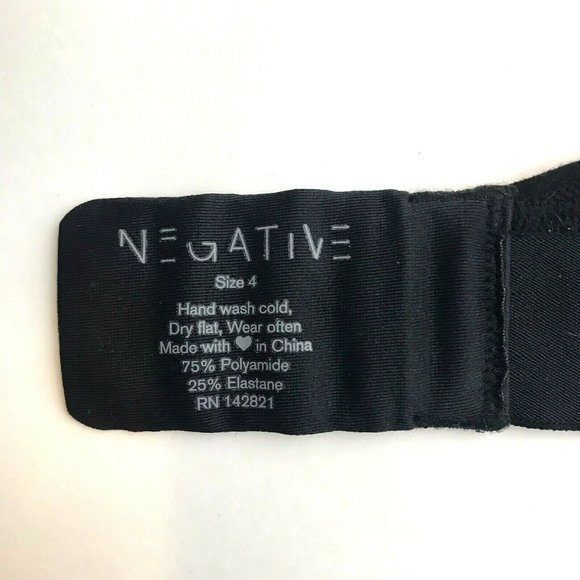 NEGATIVE
Size 4
Hand wash cold,
Dry flat, Wear often
Made with ♥ in China
75% Polyamide
25% Elastane
RN 142821